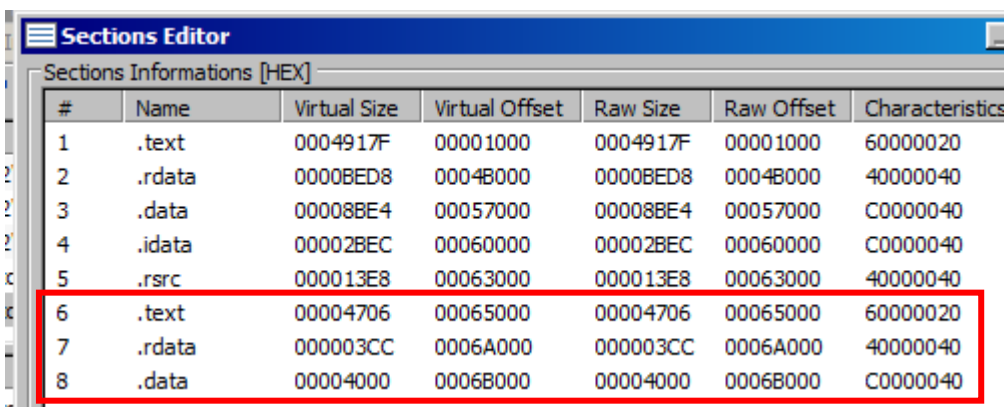 Sections Editor
Sections Informations [HEX]
# Name Virtual Size Virtual Offset Raw Size Raw Offset Characteristics
1 .text 0004917F 00001000 0004917F 00001000 60000020
2 .rdata 0000BED8 0004B000 0000BED8 0004B000 40000040
3 .data 00008BE4 00057000 00008BE4 00057000 C0000040
4 .idata 00002BEC 00060000 00002BEC 00060000 C0000040
5 .rsrc 000013E8 00063000 000013E8 00063000 40000040
6 .text 00004706 00065000 00004706 00065000 60000020
7 .rdata 000003CC 0006A000 000003CC 0006A000 40000040
8 .data 00004000 0006B000 00004000 0006B000 C0000040